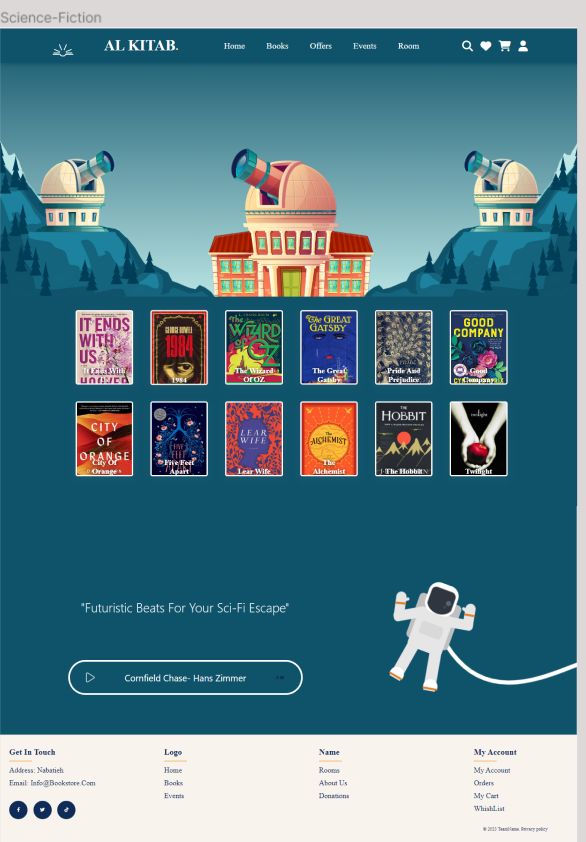 Science-Fiction
AL KITAB.
Home Books Offers Events Room
IT ENDS
WITH
US
It Ends With
HOOVER
GEORGE ORWELL
1984
1984
The
WIZARD
OZ
The Wizard
Of OZ
The GREAT
GATSBY
The Great
Gatsby
Pride And
Prejudice
GOOD
COMPANY
Good
Company
CITY
OF
ORANGE
City Of
Orange
FIVE
FEET
Five Feet
Apart
LEAR
WIFE
Lear Wife
The
ALCHEMIST
The
Alchemist
THE
HOBBIT
The Hobbit
twilight
Twilight
"Futuristic Beats For Your Sci-Fi Escape"
Cornfield Chase- Hans Zimmer
Get In Touch
Address: Nabatieh
Email: Info@Bookstore.Com
Logo
Home
Books
Events
Name
Rooms
About Us
Donations
My Account
My Account
Orders
My Cart
WhishList
© 2023 TeamName. Privacy policy